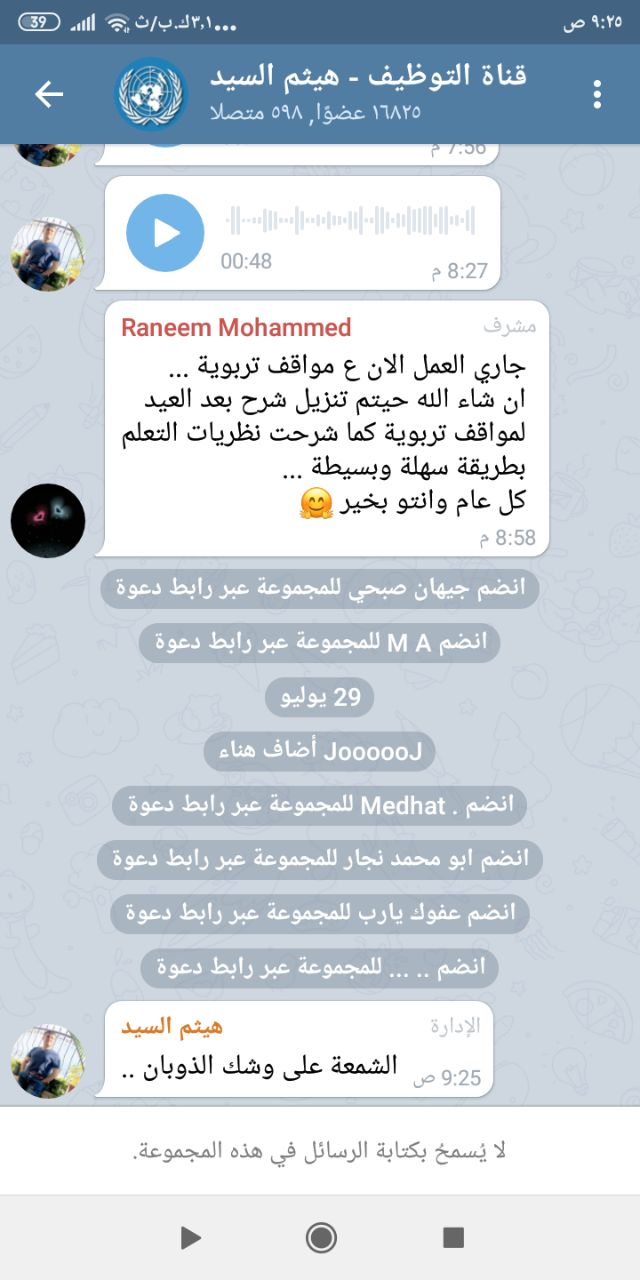 ٩:٢٥ ص
...٣,١ك.ب/ث
39
قناة التوظيف - هيثم السيد
١٦٨٢٥ عضوًا, ٥٩٨ متصلا
7:56 م
00:48
8:27 م
Raneem Mohammed
مشرف
جاري العمل الان ع مواقف تربوية ...
ان شاء الله حيتم تنزيل شرح بعد العيد
لمواقف تربوية كما شرحت نظريات التعلم
بطريقة سهلة وبسيطة ...
كل عام وانتو بخير 🤗
8:58 م
انضم جيهان صبحي للمجموعة عبر رابط دعوة
انضم M A للمجموعة عبر رابط دعوة
29 يوليو
JoooooJ أضاف هناء
انضم . Medhat للمجموعة عبر رابط دعوة
انضم ابو محمد نجار للمجموعة عبر رابط دعوة
انضم عفوك يارب للمجموعة عبر رابط دعوة
انضم .. ... للمجموعة عبر رابط دعوة
هيثم السيد
الإدارة
الشمعة على وشك الذوبان ..
9:25 ص
لا يُسمحُ بكتابة الرسائل في هذه المجموعة.